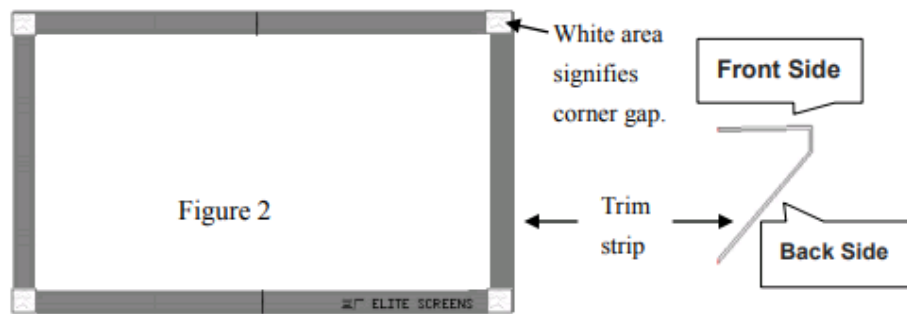 White area
signifies
corner gap.
Front Side
Figure 2
Trim
strip
Back Side
ELITE SCREENS